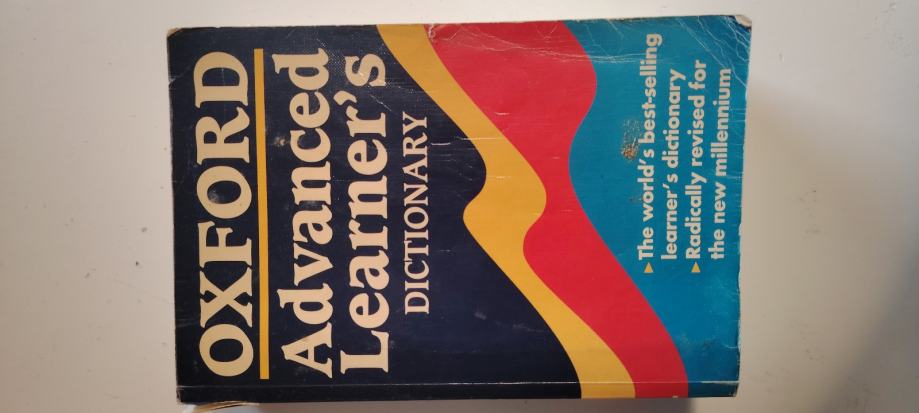 OXFORD
Advanced
Learner's
DICTIONARY
▸The world's best-selling
learner's dictionary
▸Radically revised for
the new millennium